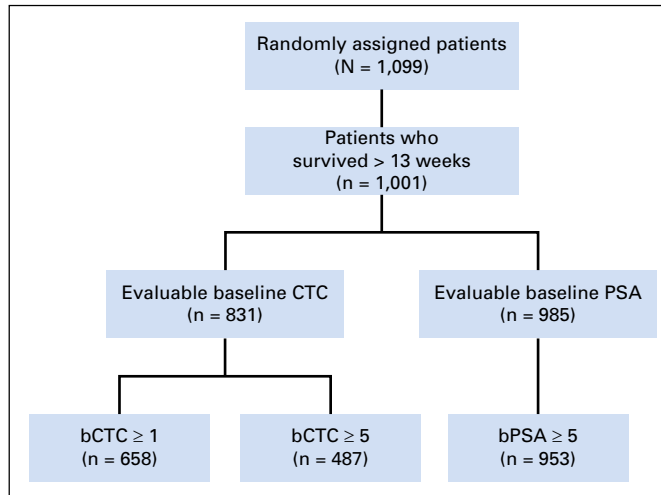 Randomly assigned patients
(N = 1,099)
Patients who
survived > 13 weeks
(n = 1,001)
Evaluable baseline CTC
(n = 831)
Evaluable baseline PSA
(n = 985)
bCTC ≥ 1
(n = 658)
bCTC ≥ 5
(n = 487)
bPSA ≥ 5
(n = 953)